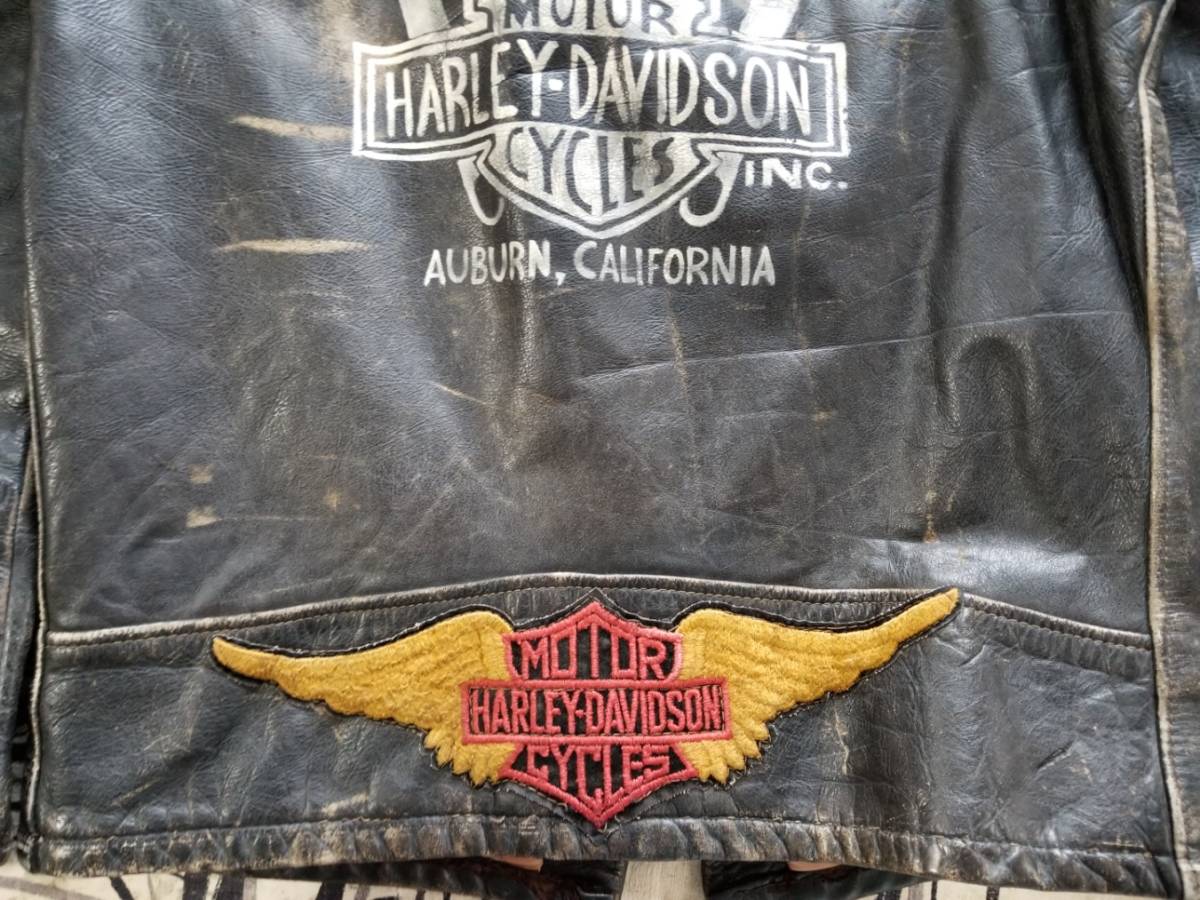 MOTOR
HARLEY-DAVIDSON
CYCLES
INC.
AUBURN, CALIFORNIA
MOTOR
HARLEY-DAVIDSON
CYCLES